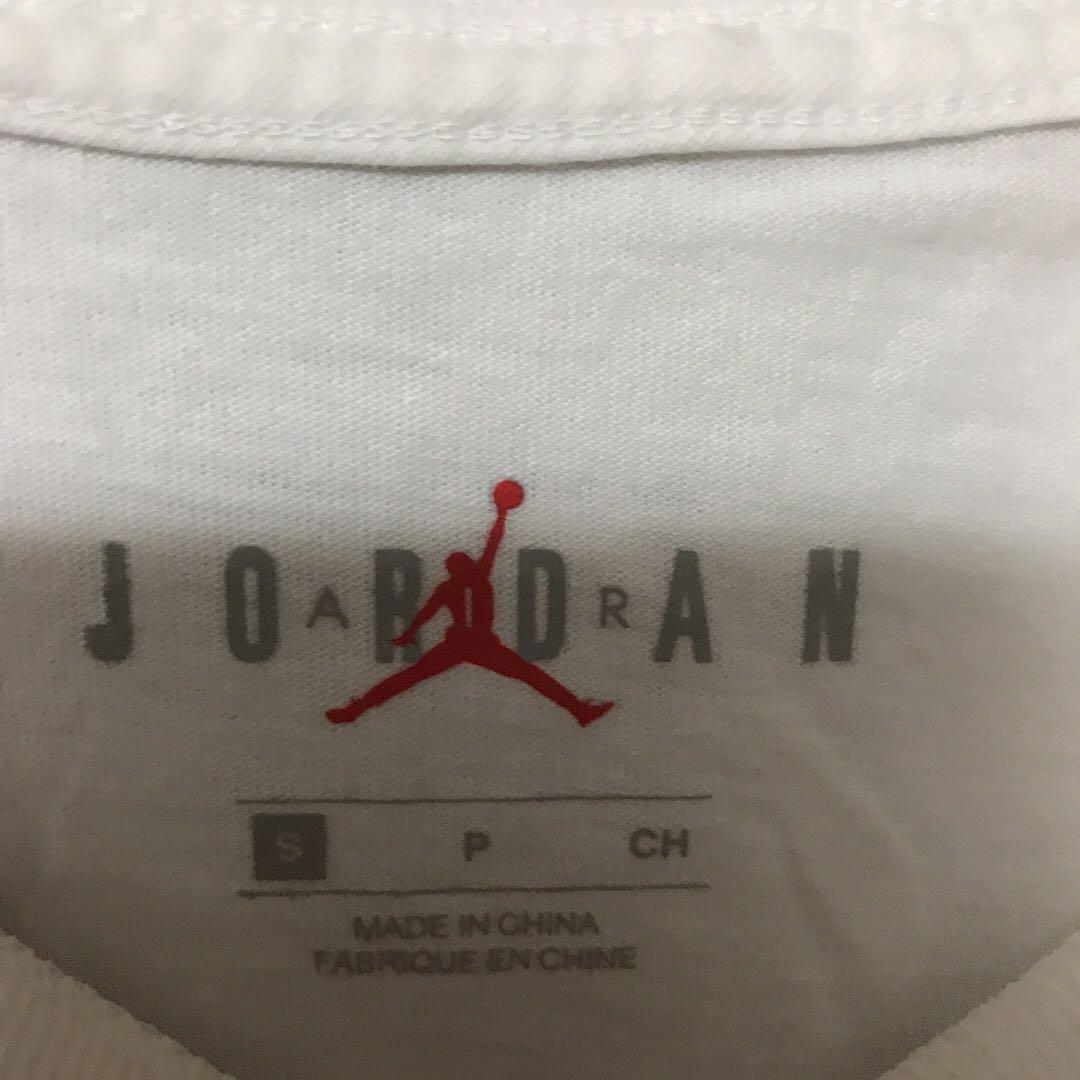 JORDAN
AIR
S P CH
MADE IN CHINA
FABRIQUE EN CHINE